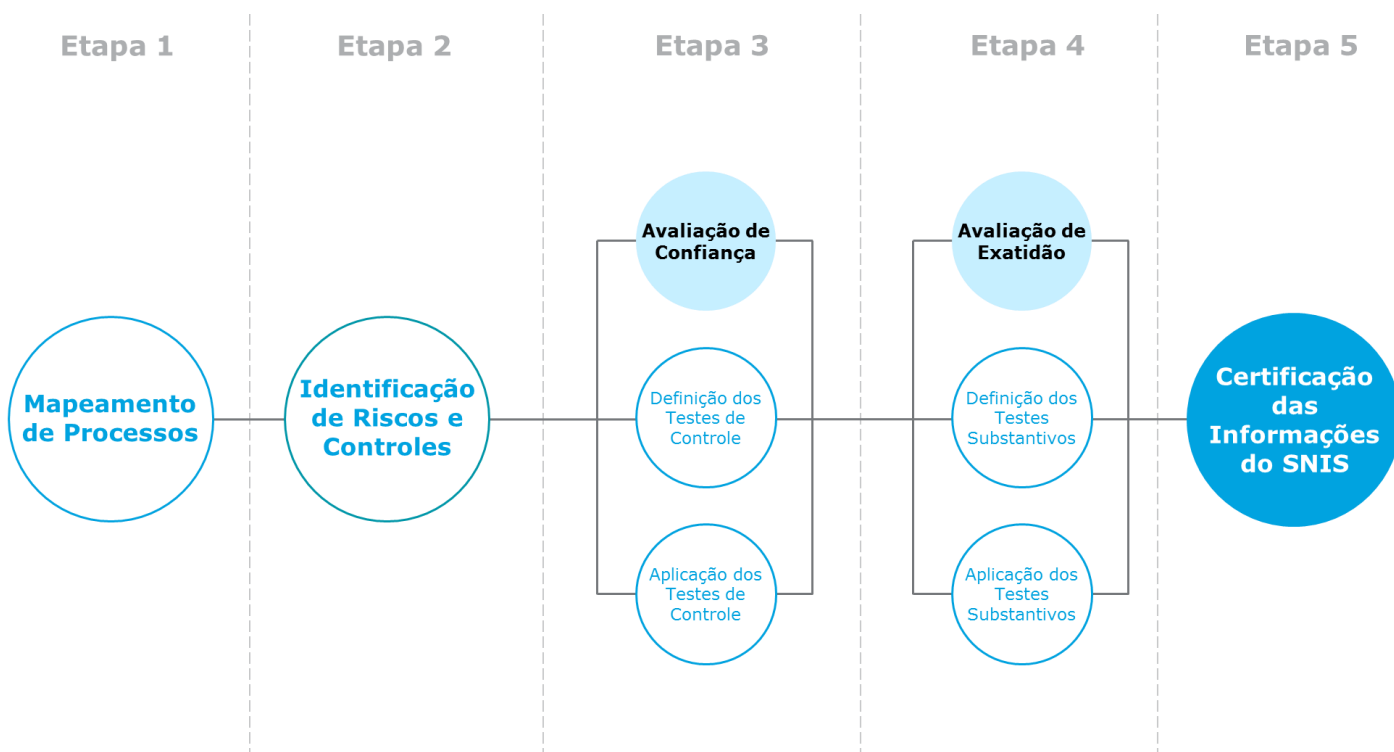 Etapa 1
Etapa 2
Etapa 3
Etapa 4
Etapa 5
Mapeamento
de Processos
Identificação
de Riscos e
Controles
Avaliação de
Confiança
Definição dos
Testes de
Controle
Aplicação dos
Testes de
Controle
Avaliação de
Exatidão
Definição dos
Testes
Substantivos
Aplicação dos
Testes
Substantivos
Certificação
das
Informações
do SNIS